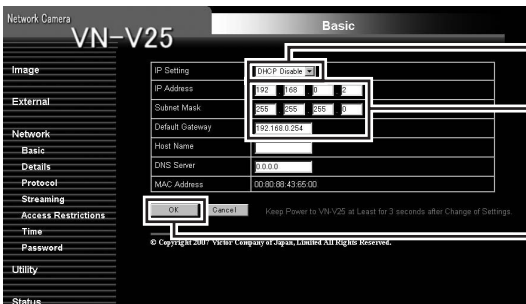 Network Camera
VN-V25
Basic
Image
External
Network
Basic
Details
Protocol
Streaming
Access Restrictions
Time
Password
Utility
Status
IP Setting DHCP Disable
IP Address 192 168 0 2
Subnet Mask 255 255 255 0
Default Gateway 192.168.0.254
Host Name
DNS Server 0.0.0.0
MAC Address 00:80:88:43:65:00
OK Cancel Keep Power to VN-V25 at Least for 3 seconds after Change of Settings.
© Copyright 2007 Victor Company of Japan, Limited All Rights Reserved.